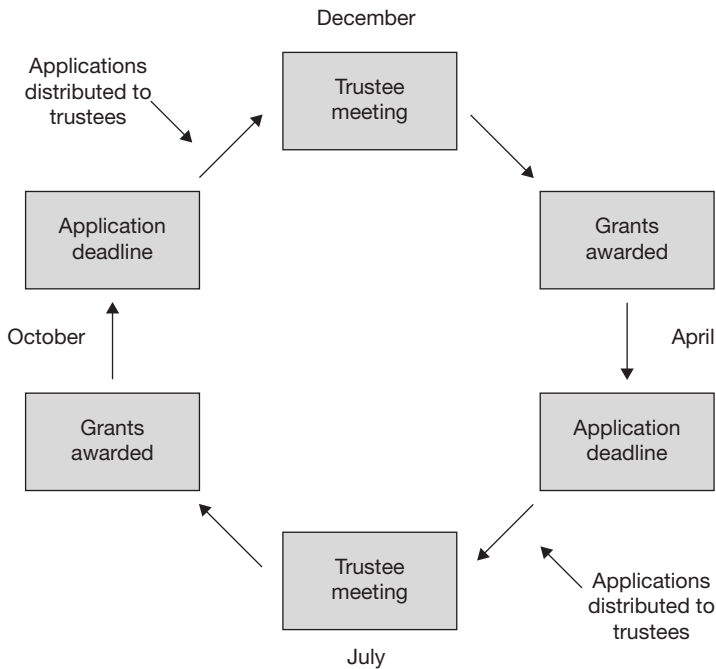 December
Applications
distributed to
trustees
Trustee
meeting
Application
deadline
Grants
awarded
October
April
Grants
awarded
Application
deadline
Trustee
meeting
Applications
distributed to
trustees
July